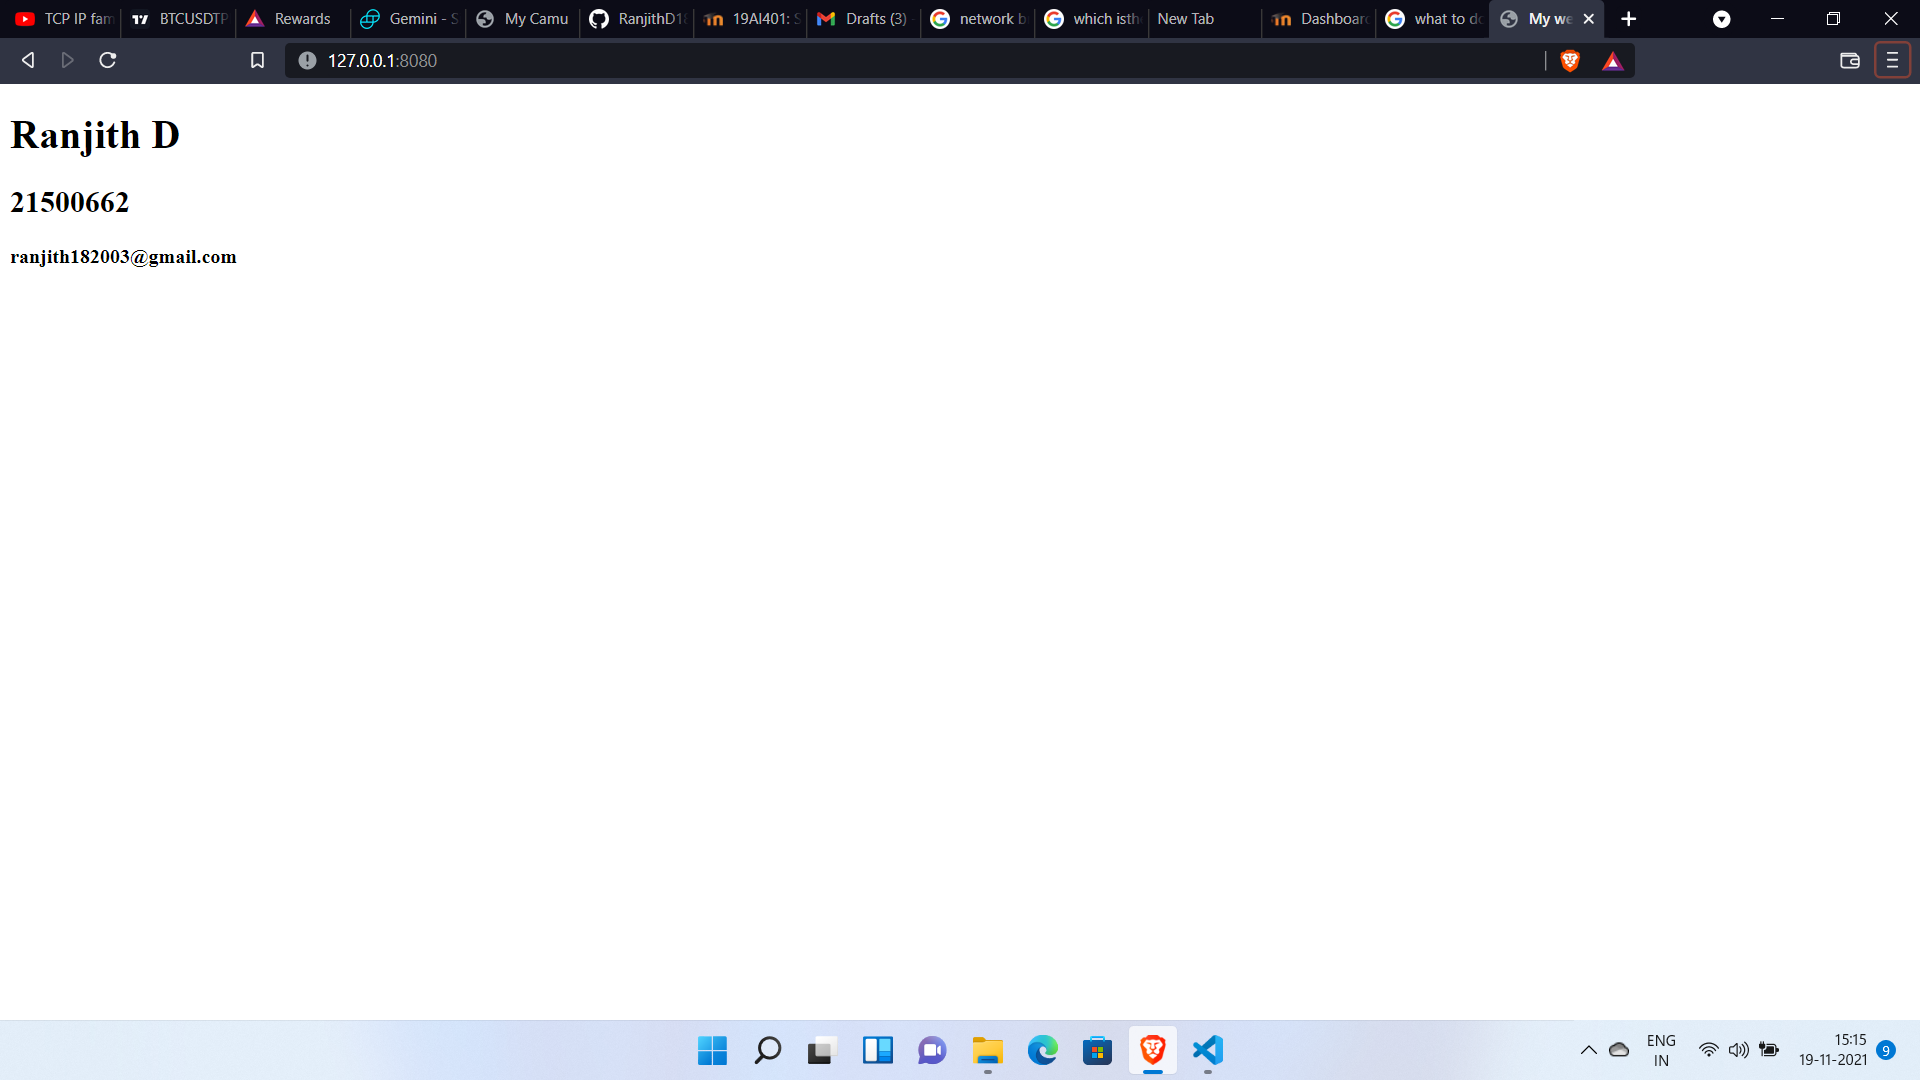 TCP IP fam
BTCUSDTP
Rewards
Gemini - S
My Camu
RanjithD18
19AI401: S
Drafts (3)
network b
which isth
New Tab
Dashboard
what to do
My we
127.0.0.1:8080
Ranjith D
21500662
ranjith182003@gmail.com
ENG
IN
15:15
19-11-2021
9